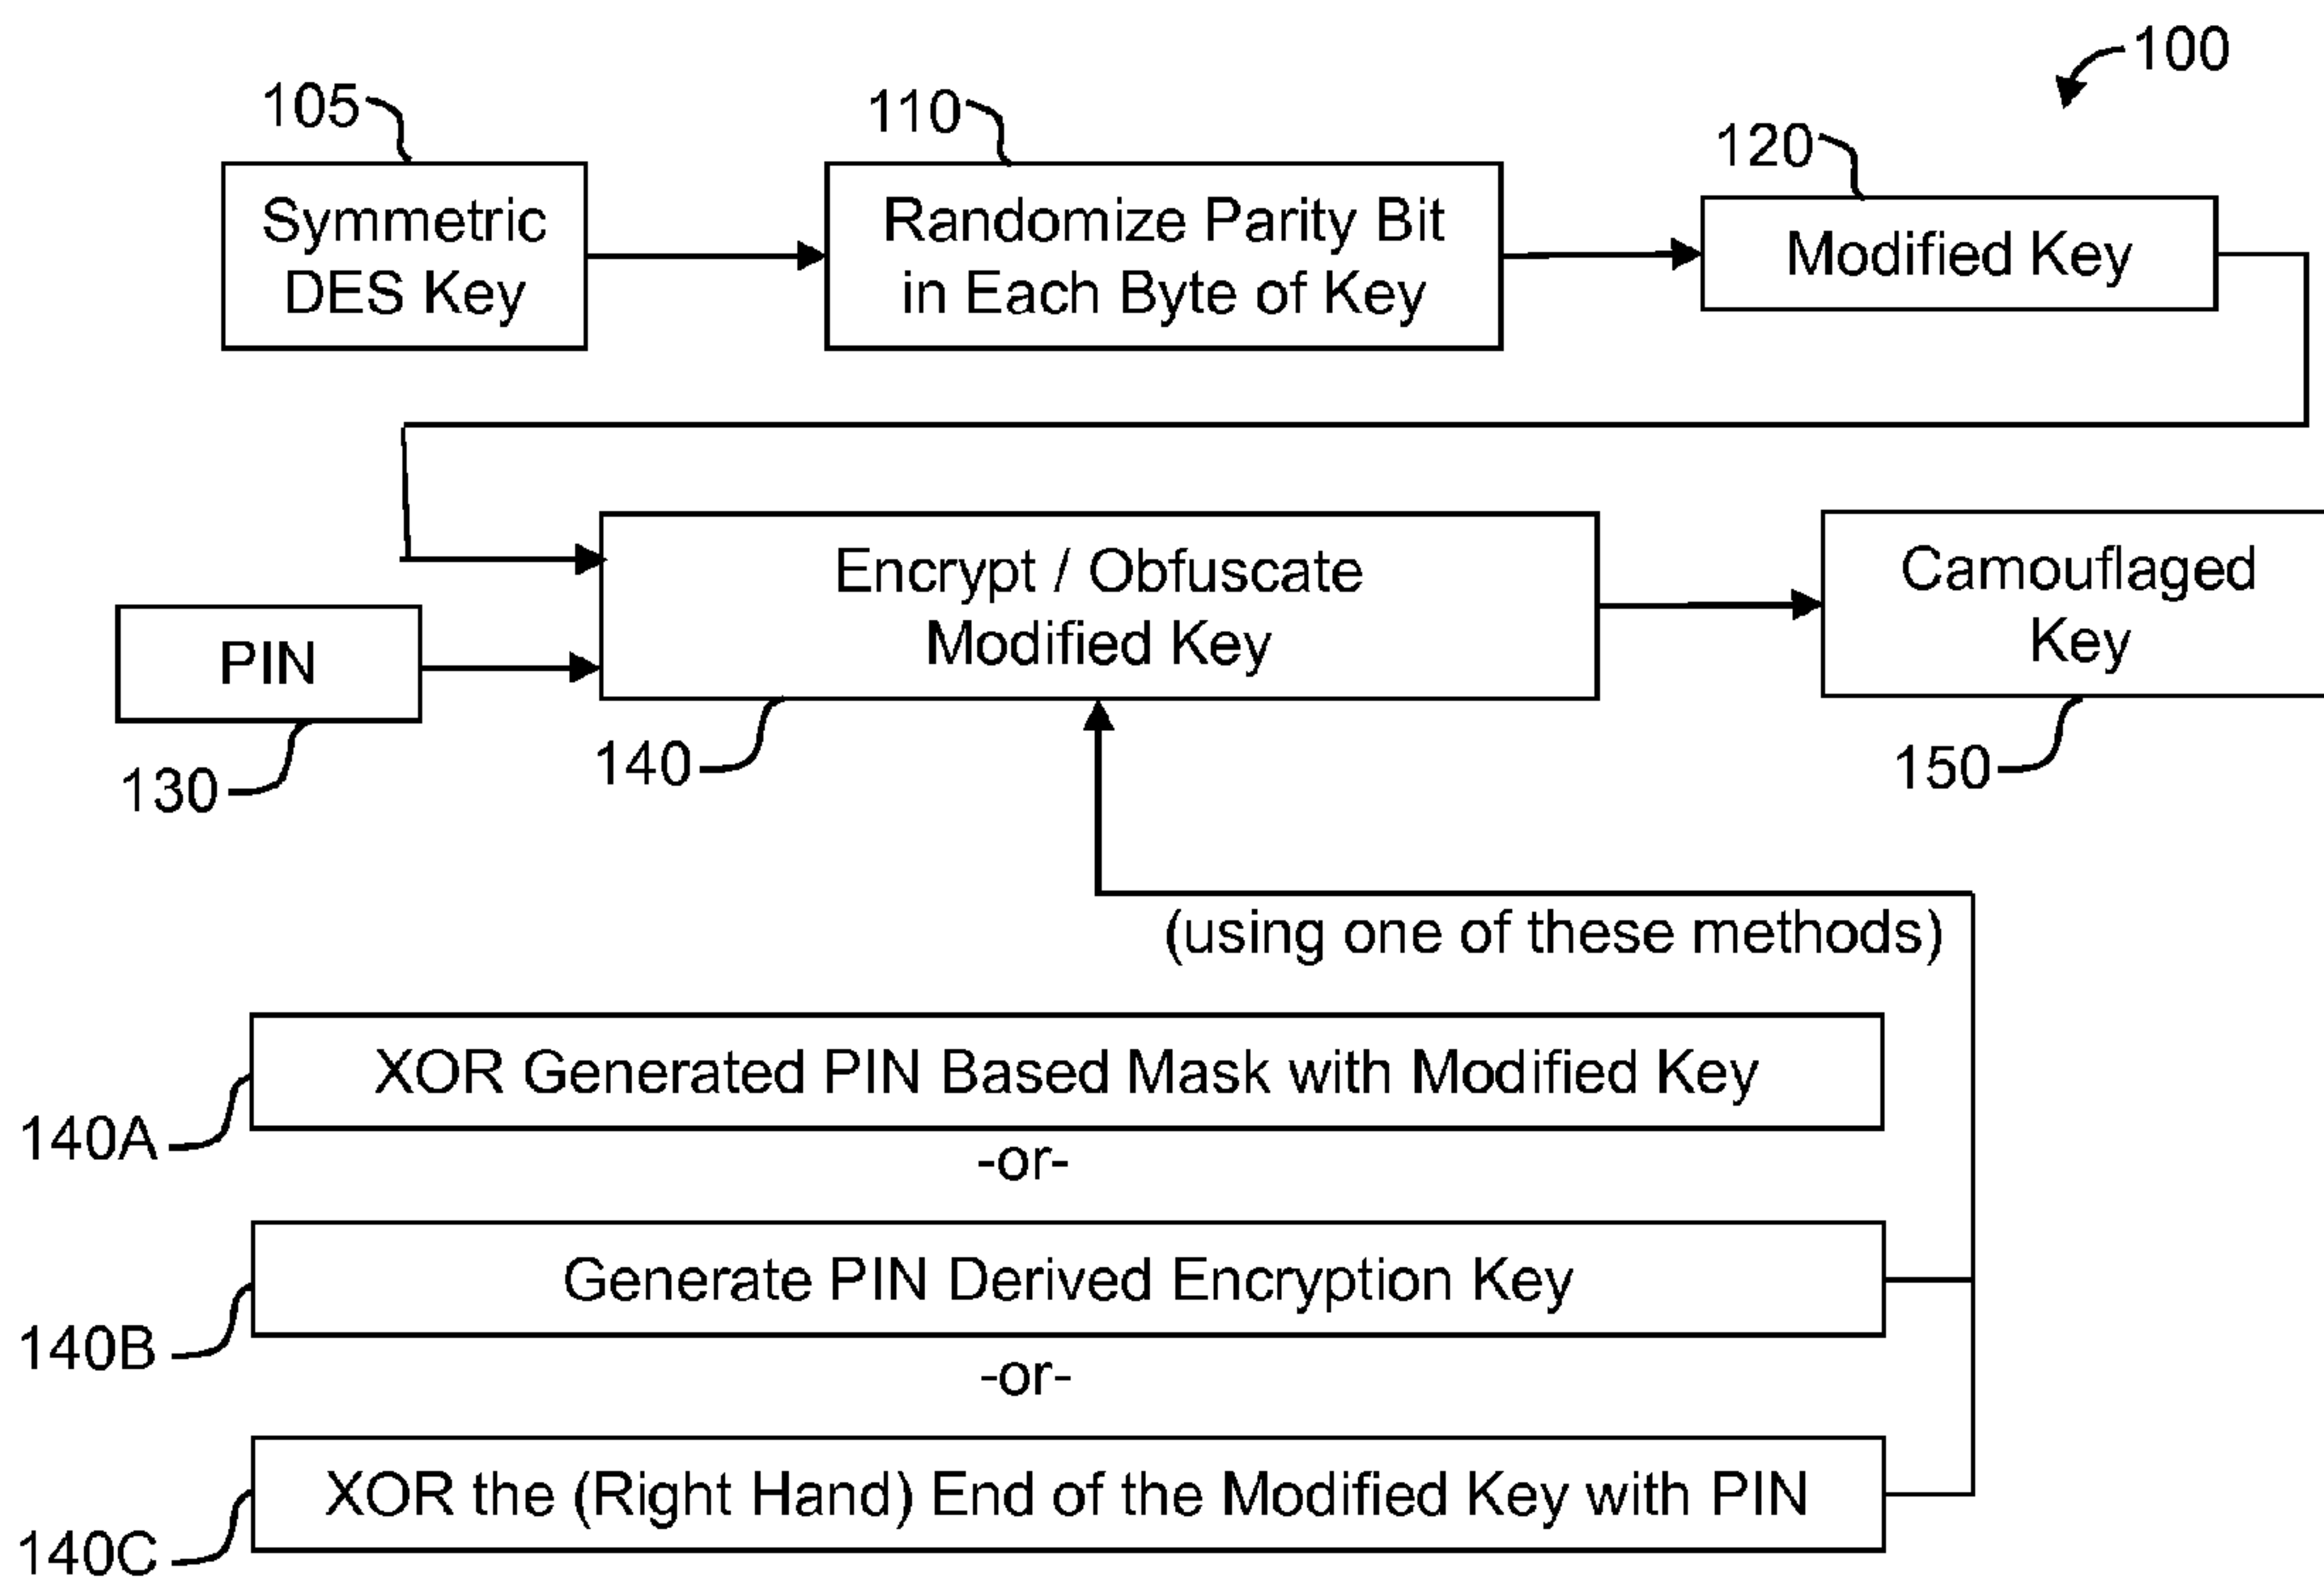 100
105
110
120
Symmetric
DES Key
Randomize Parity Bit
in Each Byte of Key
Modified Key
Encrypt / Obfuscate
Modified Key
Camouflaged
Key
PIN
130
140
150
(using one of these methods)
XOR Generated PIN Based Mask with Modified Key
140A
-or-
Generate PIN Derived Encryption Key
140B
-or-
XOR the (Right Hand) End of the Modified Key with PIN
140C